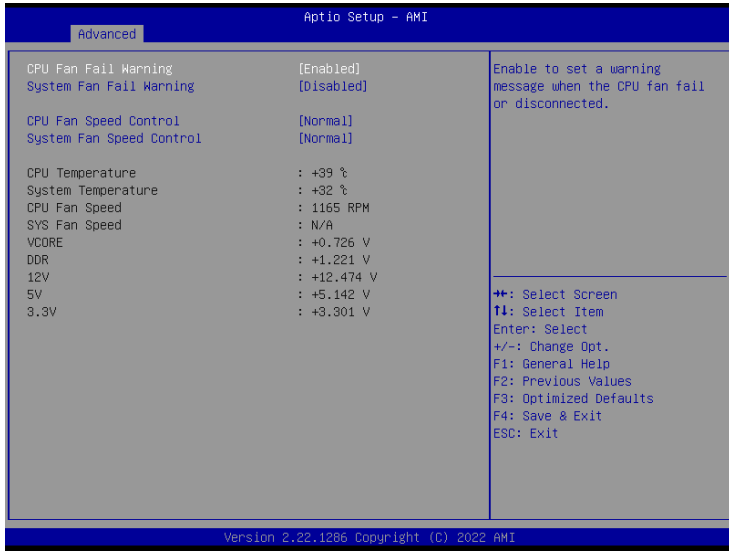 Aptio Setup – AMI
Advanced
CPU Fan Fail Warning [Enabled]
System Fan Fail Warning [Disabled]
CPU Fan Speed Control [Normal]
System Fan Speed Control [Normal]
CPU Temperature : +39 ℃
System Temperature : +32 ℃
CPU Fan Speed : 1165 RPM
SYS Fan Speed : N/A
VCORE : +0.726 V
DDR : +1.221 V
12V : +12.474 V
5V : +5.142 V
3.3V : +3.301 V
Enable to set a warning
message when the CPU fan fail
or disconnected.
→←: Select Screen
↑↓: Select Item
Enter: Select
+/-: Change Opt.
F1: General Help
F2: Previous Values
F3: Optimized Defaults
F4: Save & Exit
ESC: Exit
Version 2.22.1286 Copyright (C) 2022 AMI